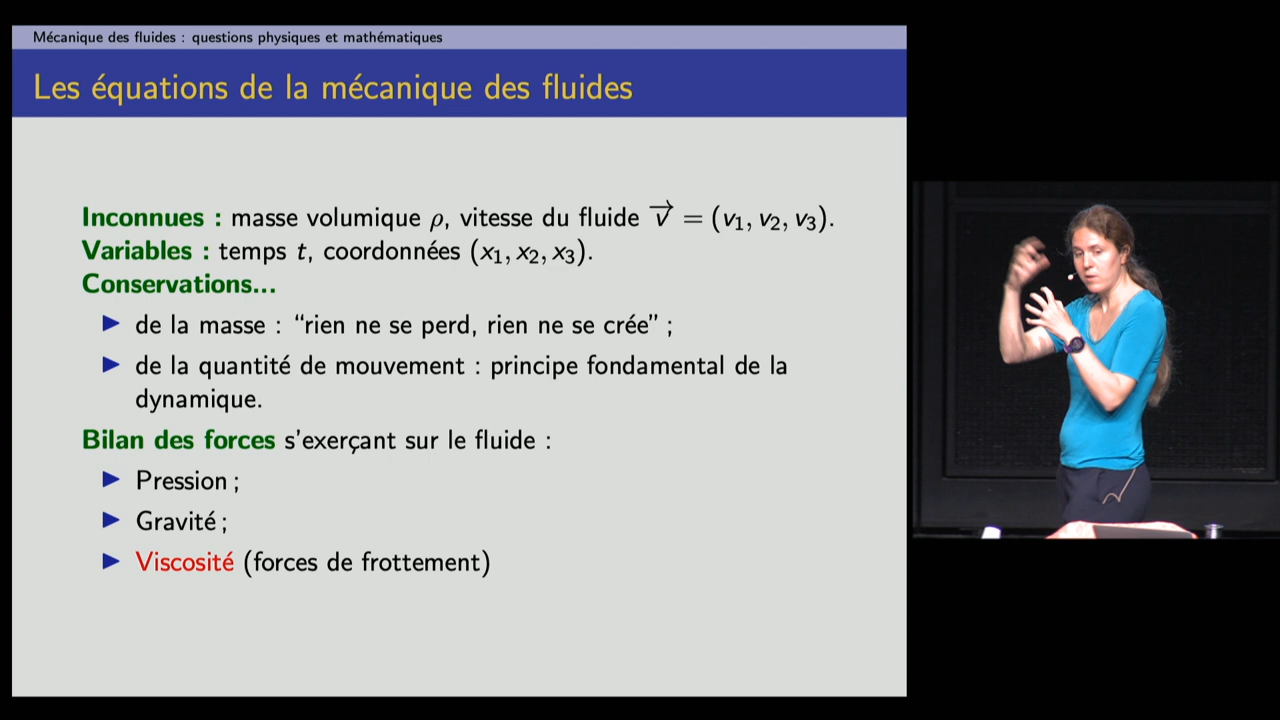 Mécanique des fluides : questions physiques et mathématiques
Les équations de la mécanique des fluides
Inconnues : masse volumique ρ, vitesse du fluide v⃗ = (v₁, v₂, v₃).
Variables : temps t, coordonnées (x₁, x₂, x₃).
Conservations...
▶ de la masse : “rien ne se perd, rien ne se crée” ;
▶ de la quantité de mouvement : principe fondamental de la
dynamique.
Bilan des forces s’exerçant sur le fluide :
▶ Pression ;
▶ Gravité ;
▶ Viscosité (forces de frottement)